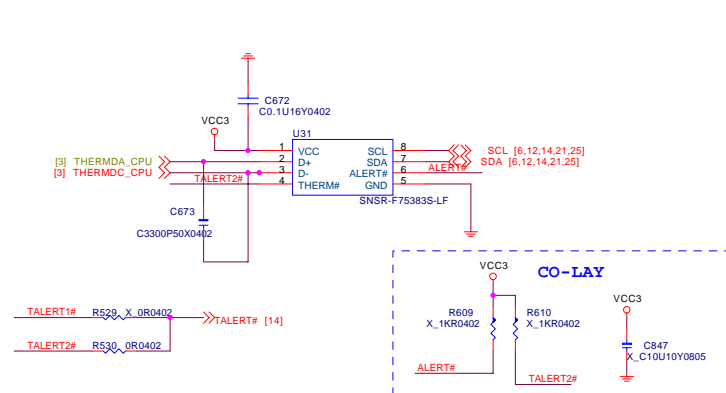 C672
C0.1U16Y0402
VCC3
U31
1 VCC SCL 8 SCL [6,12,14,21,25]
[3] THERMDA_CPU 2 D+ SDA 7 SDA [6,12,14,21,25]
[3] THERMDC_CPU 3 D- ALERT# 6 ALERT#
TALERT2# 4 THERM# GND 5
SNSR-F75383S-LF
C673
C3300P50X0402
CO-LAY
VCC3
VCC3
TALERT1# R529 X_0R0402
TALERT# [14]
R609 R610
X_1KR0402 X_1KR0402
TALERT2# R530 0R0402
C847
X_C10U10Y0805
ALERT#
TALERT2#